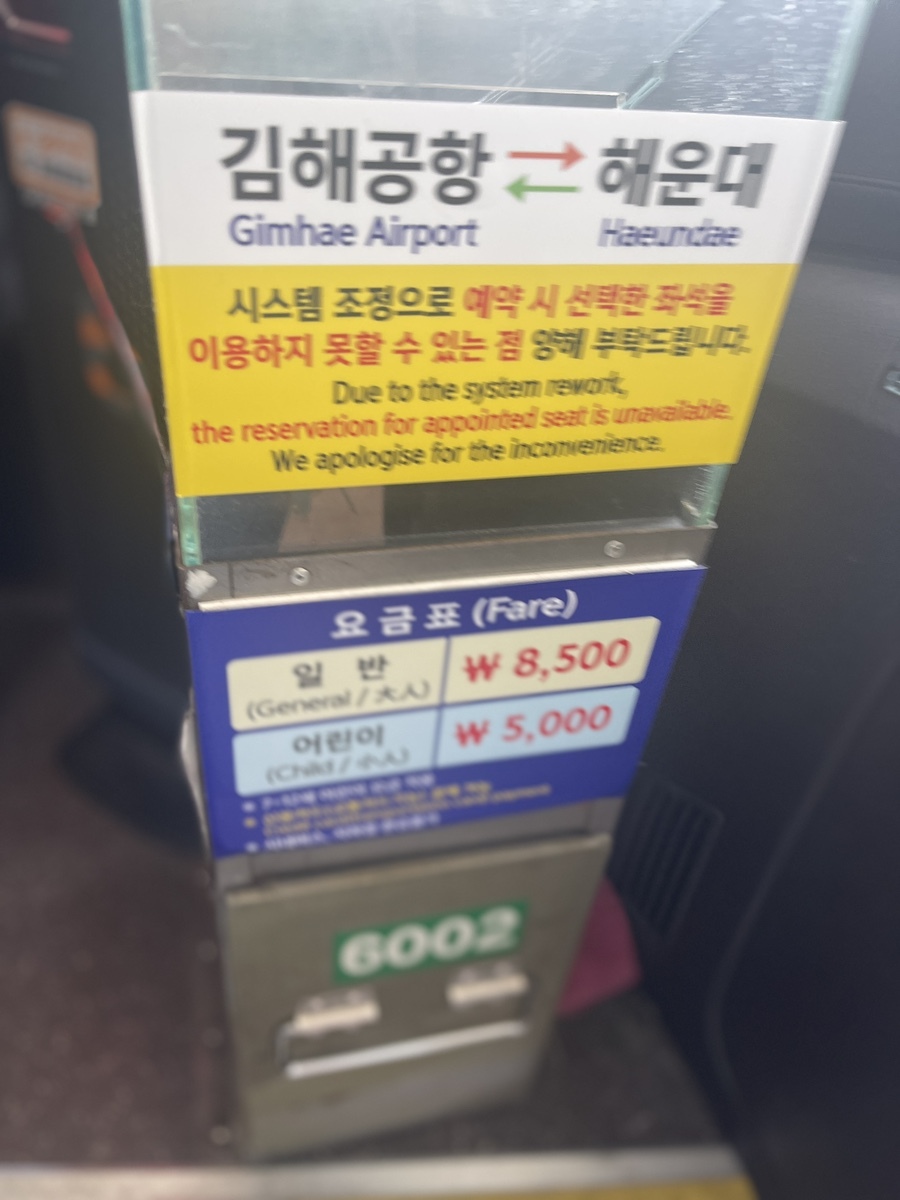 김해공항 ⇄ 해운대
Gimhae Airport Haeundae
시스템 조정으로 예약 시 선택한 좌석을
이용하지 못할 수 있는 점 양해 부탁드립니다.
Due to the system rework,
the reservation for appointed seat is unavailable.
We apologise for the inconvenience.
요금표 (Fare)
일 반 ₩ 8,500
(General / 大人)
어린이 ₩ 5,000
(Child / 小人)
6002